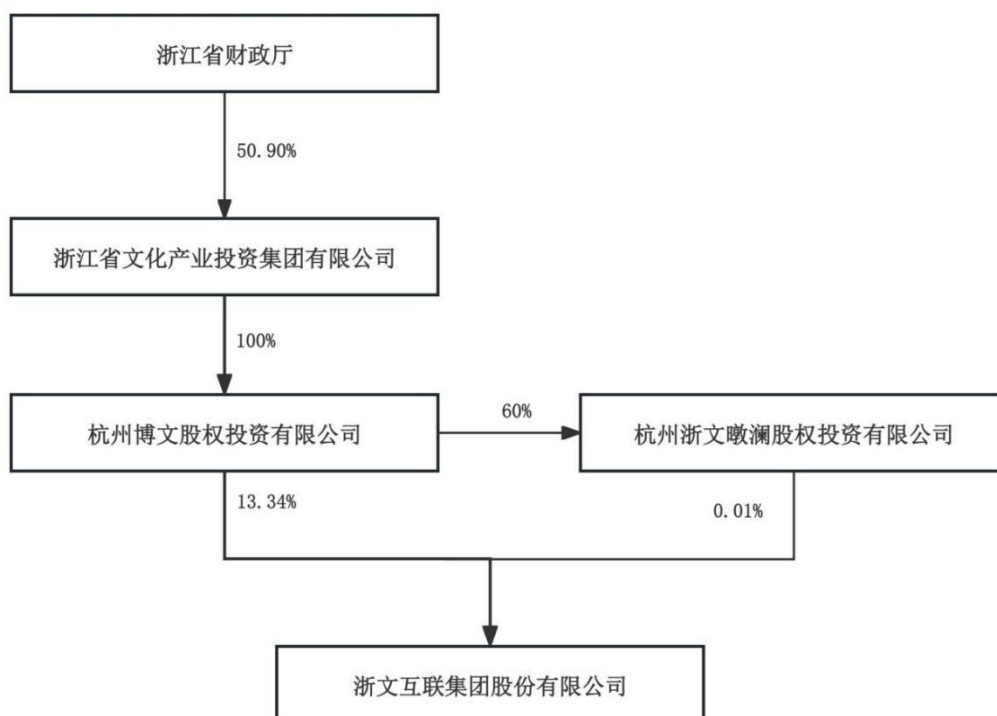 浙江省财政厅
50.90%
浙江省文化产业投资集团有限公司
100%
杭州博文股权投资有限公司
60%
杭州浙文暾澜股权投资有限公司
13.34%
0.01%
浙文互联集团股份有限公司